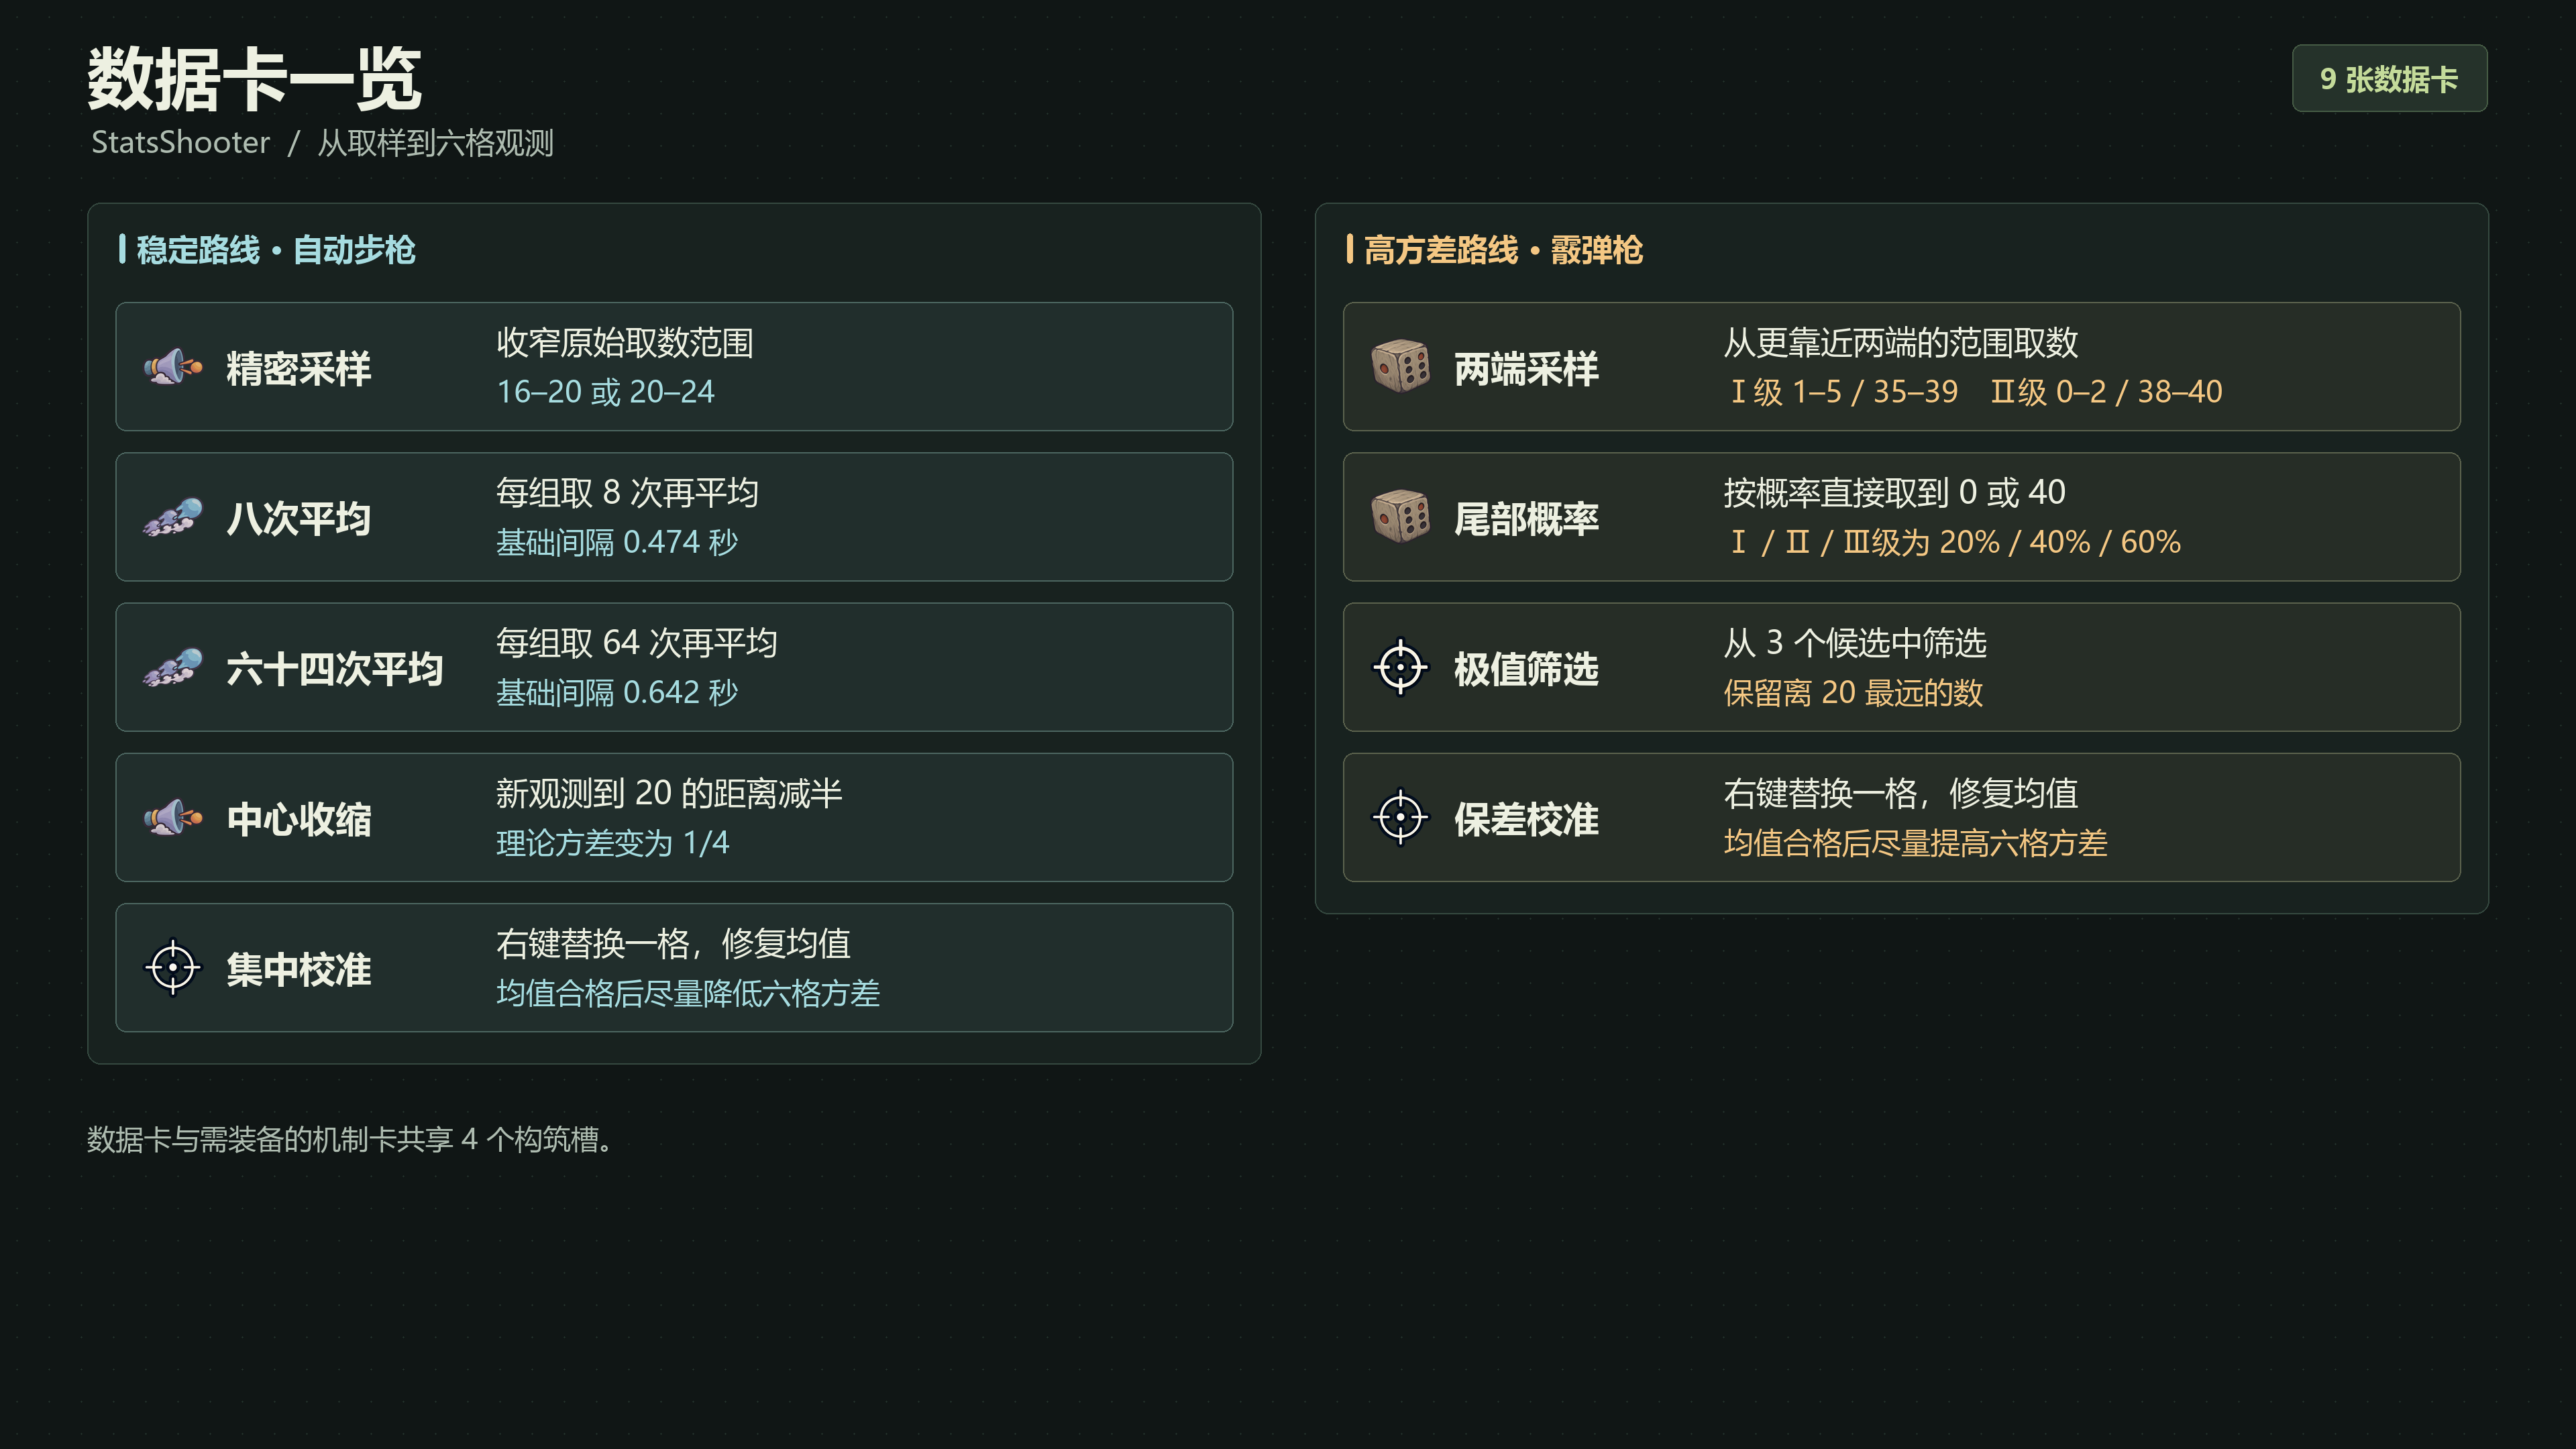 数据卡一览
StatsShooter / 从取样到六格观测
9 张数据卡
稳定路线・自动步枪
精密采样
收窄原始取数范围
16–20 或 20–24
八次平均
每组取 8 次再平均
基础间隔 0.474 秒
六十四次平均
每组取 64 次再平均
基础间隔 0.642 秒
中心收缩
新观测到 20 的距离减半
理论方差变为 1/4
集中校准
右键替换一格，修复均值
均值合格后尽量降低六格方差
高方差路线・霰弹枪
两端采样
从更靠近两端的范围取数
Ⅰ级 1–5 / 35–39 Ⅱ级 0–2 / 38–40
尾部概率
按概率直接取到 0 或 40
Ⅰ / Ⅱ / Ⅲ级为 20% / 40% / 60%
极值筛选
从 3 个候选中筛选
保留离 20 最远的数
保差校准
右键替换一格，修复均值
均值合格后尽量提高六格方差
数据卡与需装备的机制卡共享 4 个构筑槽。